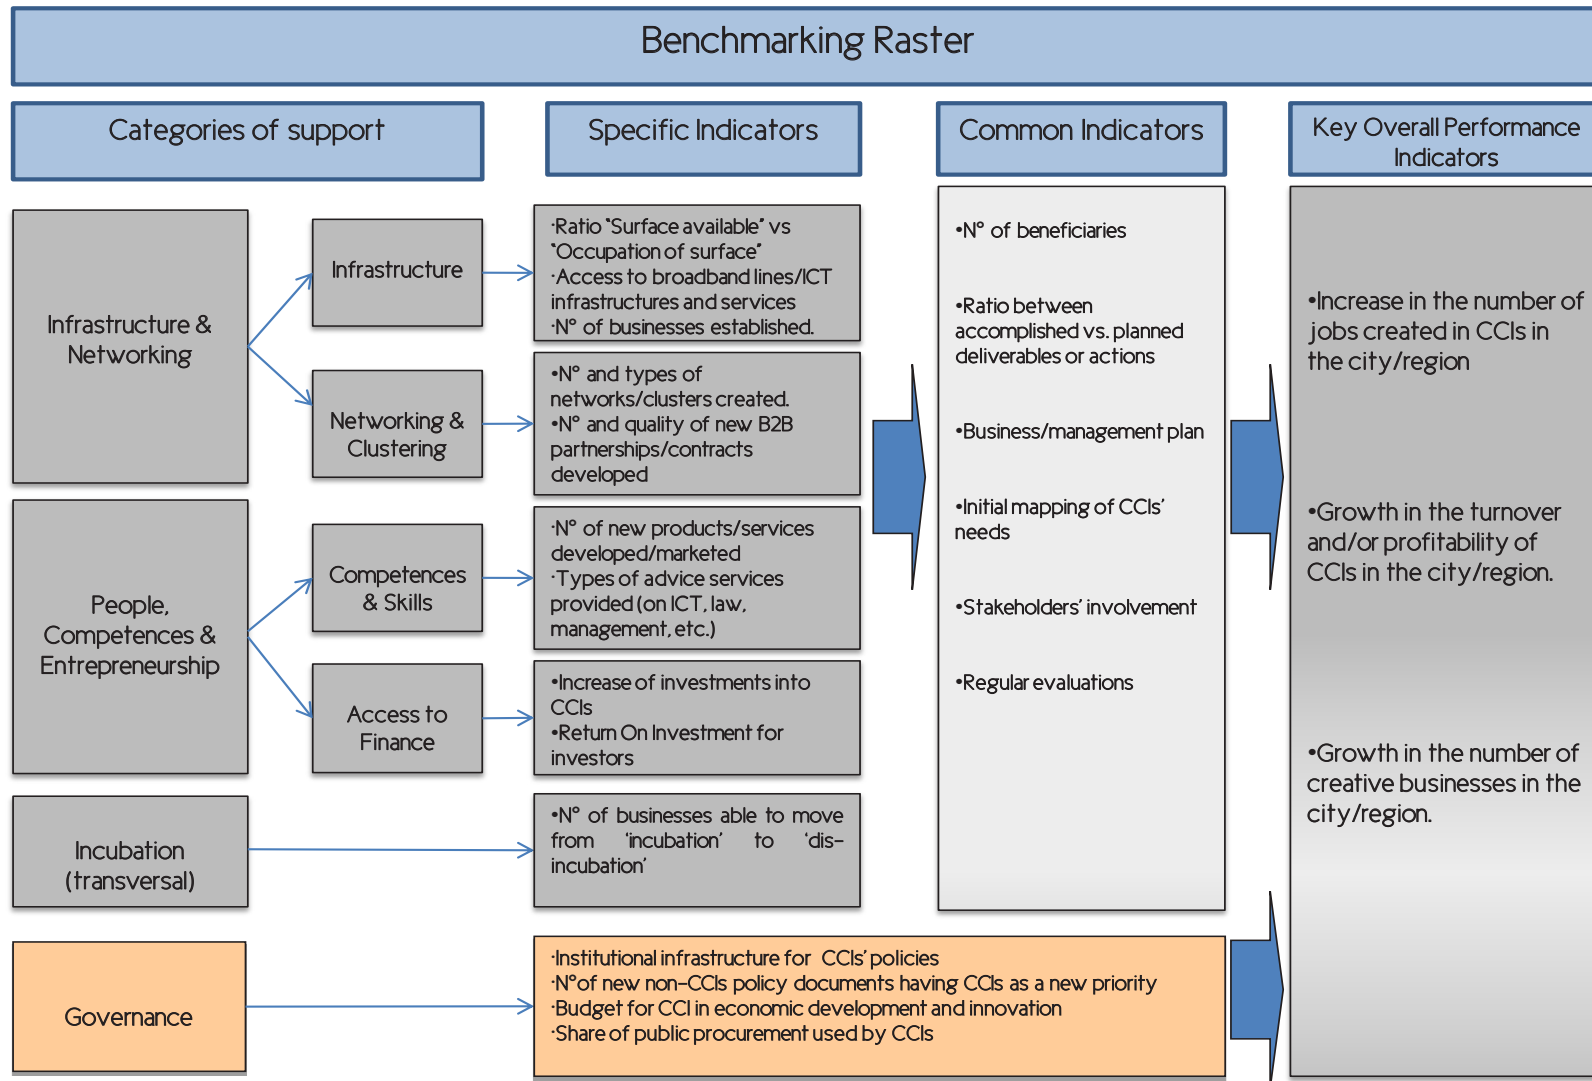 Benchmarking Raster
Categories of support
Specific Indicators
Common Indicators
Key Overall Performance
Indicators
Infrastructure &
Networking
Infrastructure
·Ratio “Surface available” vs
“Occupation of surface”
·Access to broadband lines/ICT
infrastructures and services
·N° of businesses established.
Networking &
Clustering
•N° and types of
networks/clusters created.
•N° and quality of new B2B
partnerships/contracts
developed
People,
Competences &
Entrepreneurship
Competences
& Skills
•N° of new products/services
developed/marketed
·Types of advice services
provided (on ICT, law,
management, etc.)
Access to
Finance
•Increase of investments into
CCIs
•Return On Investment for
investors
Incubation
(transversal)
•N° of businesses able to move
from ‘incubation’ to ‘dis-
incubation’
•N° of beneficiaries
•Ratio between
accomplished vs. planned
deliverables or actions
•Business/management plan
•Initial mapping of CCIs’
needs
•Stakeholders’ involvement
•Regular evaluations
•Increase in the number of
jobs created in CCIs in
the city/region
•Growth in the turnover
and/or profitability of
CCIs in the city/region.
•Growth in the number of
creative businesses in the
city/region.
Governance
·Institutional infrastructure for CCIs’ policies
·N°of new non-CCIs policy documents having CCIs as a new priority
·Budget for CCI in economic development and innovation
·Share of public procurement used by CCIs